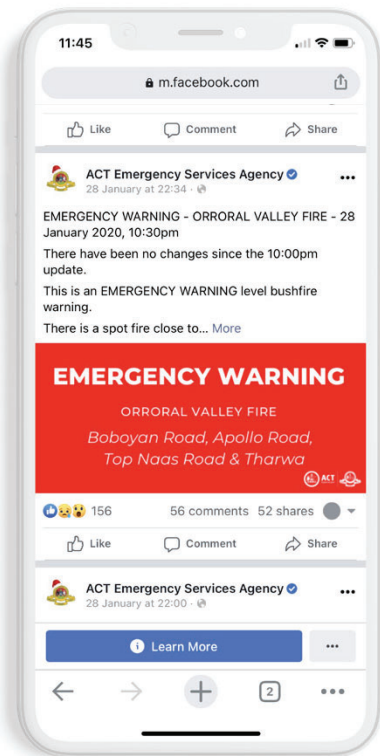 11:45
m.facebook.com
Like Comment Share
ACT Emergency Services Agency
28 January at 22:34 ·
EMERGENCY WARNING - ORRORAL VALLEY FIRE - 28
January 2020, 10:30pm
There have been no changes since the 10:00pm
update.
This is an EMERGENCY WARNING level bushfire
warning.
There is a spot fire close to... More
EMERGENCY WARNING
ORRORAL VALLEY FIRE
Boboyan Road, Apollo Road,
Top Naas Road & Tharwa
ACT
156 56 comments 52 shares
Like Comment Share
ACT Emergency Services Agency
28 January at 22:00 ·
Learn More
2